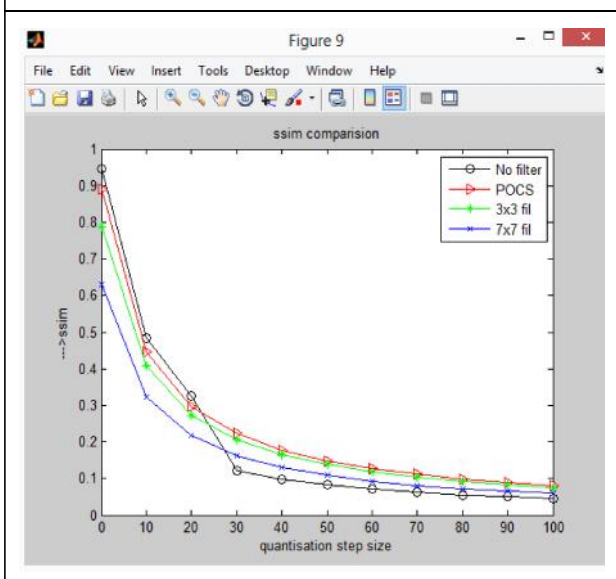 Figure 9
File Edit View Insert Tools Desktop Window Help
ssim comparision
No filter
POCS
3x3 fil
7x7 fil
1
0.9
0.8
0.7
0.6
0.5
0.4
0.3
0.2
0.1
0
--->ssim
0 10 20 30 40 50 60 70 80 90 100
quantisation step size